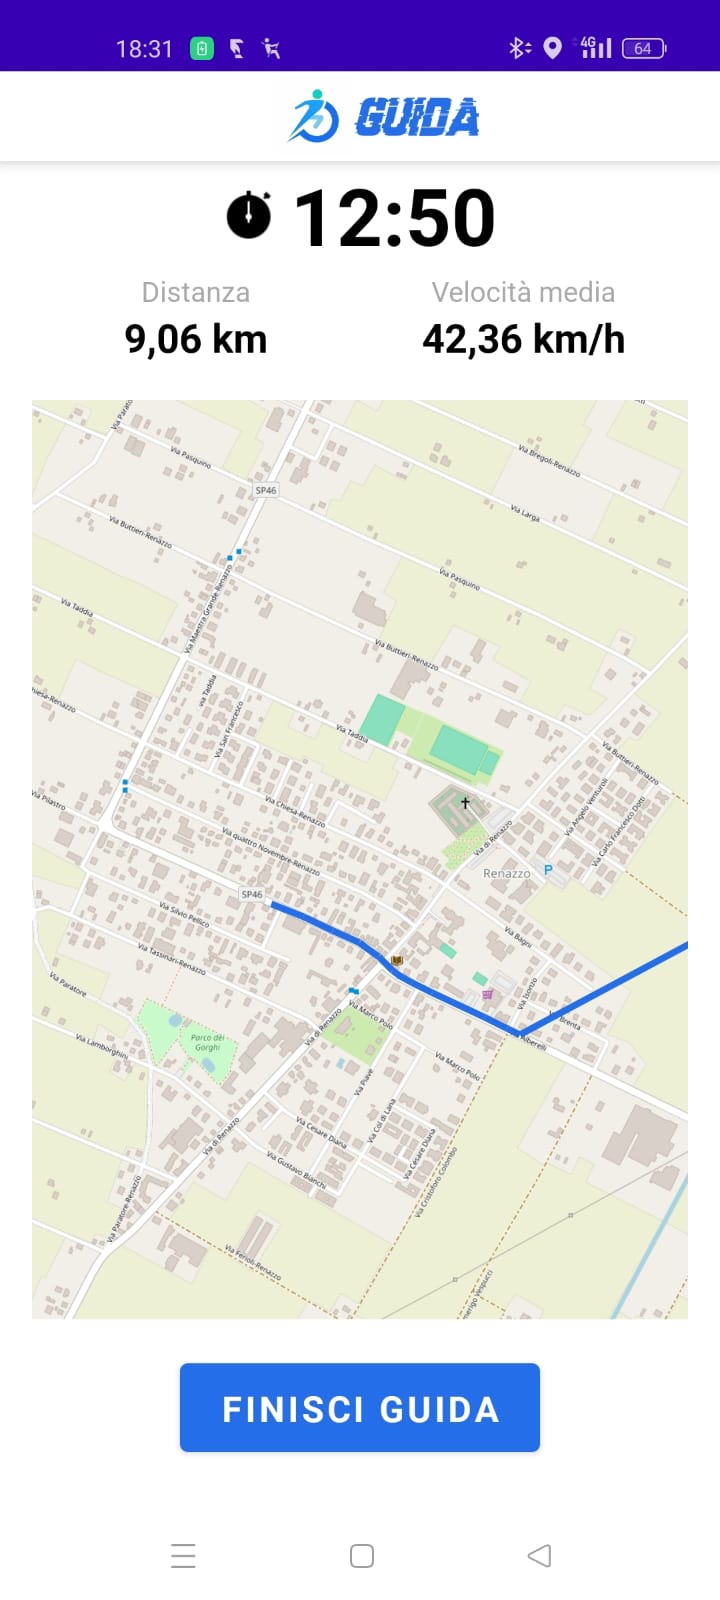 18:31
4G
64
GUIDA
12:50
Distanza
Velocità media
9,06 km
42,36 km/h
Via Pasquino
Via Bregoli-Renazzo
SP46
Via Larga
Via Buttieri-Renazzo
Via Maestra Grande-Renazzo
Via Pasquino
Via Taddia
Via Buttieri-Renazzo
via Taddia
Via San Francesco
Via Taddia
Via Buttieri-Renazzo
Via Angelo Venturoli
Via Carlo Francesco Dotti
Via Chiesa-Renazzo
Via quattro Novembre-Renazzo
Via di Renazzo
Renazzo
P
SP46
Via Silvio Pellico
Via Bagni
Via Tassinari-Renazzo
Via Paratore
Via Isonzo
Brenta
Via Marco Polo
Via di Renazzo
Alberelli
Parco dei
Gorghi
Via Lamborghini
Via Marco Polo
Via Piave
Via Col di Lana
Via Cesare Diana
Via di Renazzo
Via Cesare Diana
Via Gustavo Bianchi
Via Cristoforo Colombo
Via Paratore Renazzo
Via Ferioli-Renazzo
FINISCI GUIDA